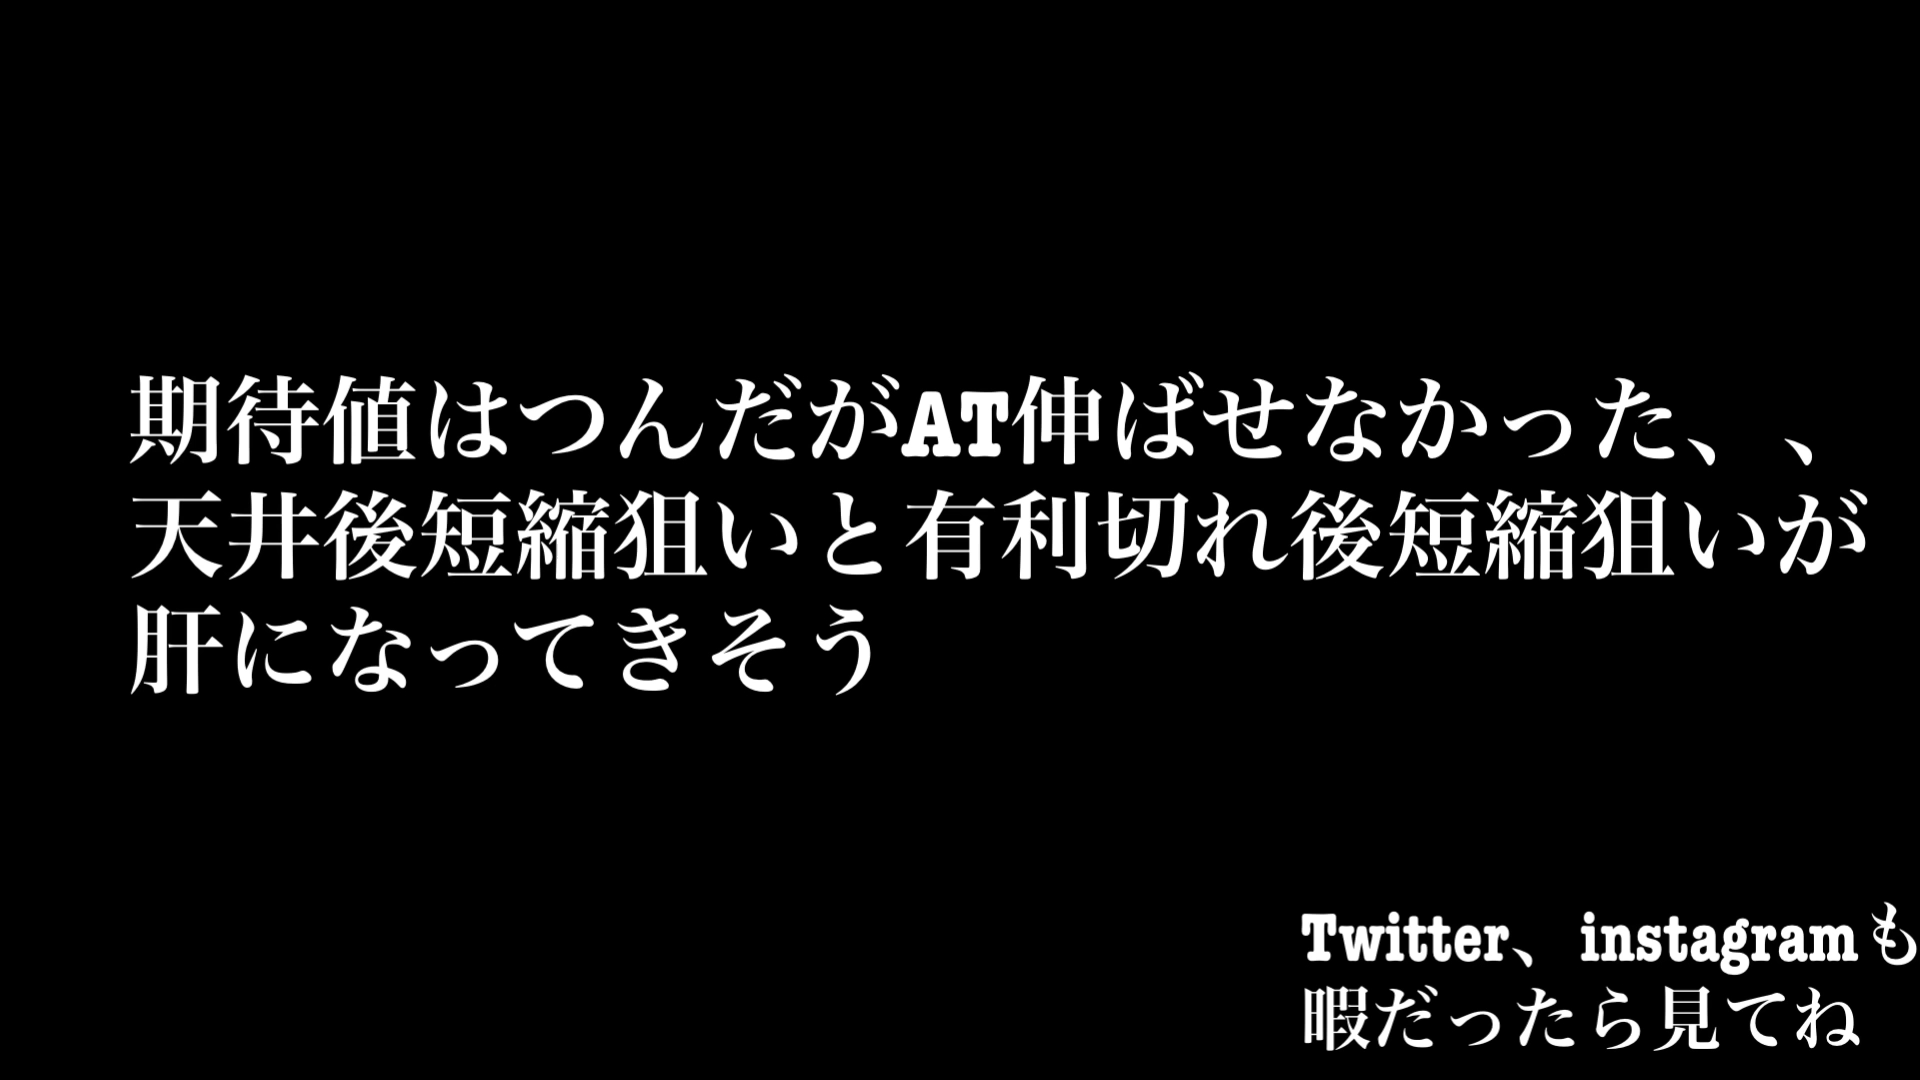 期待値はつんだがAT伸ばせなかった、、
天井後短縮狙いと有利切れ後短縮狙いが
肝になってきそう
Twitter、instagramも
暇だったら見てね